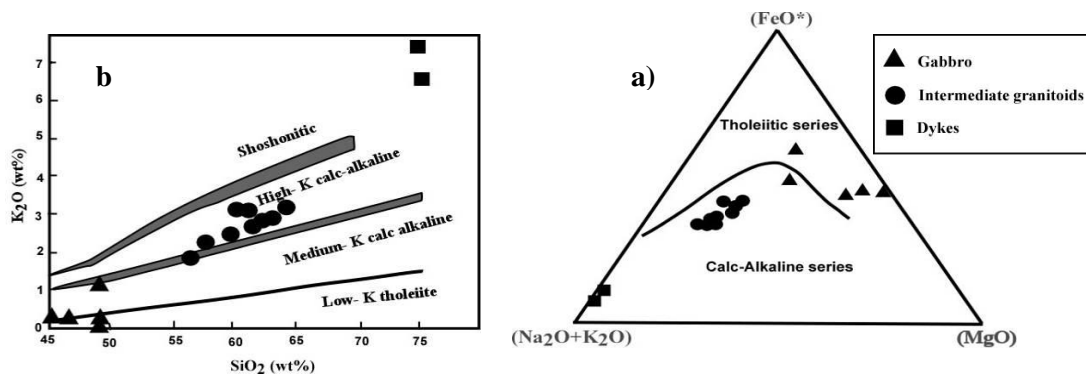 b
K2O (wt%)
7
6
5
4
3
2
1
0
Shoshonitic
High- K calc-alkaline
Medium- K calc alkaline
Low- K tholeiite
45
50
55
60
65
70
75
SiO2 (wt%)
a)
(FeO*)
Tholeiitic series
Calc-Alkaline series
(Na2O+K2O)
(MgO)
Gabbro
Intermediate granitoids
Dykes